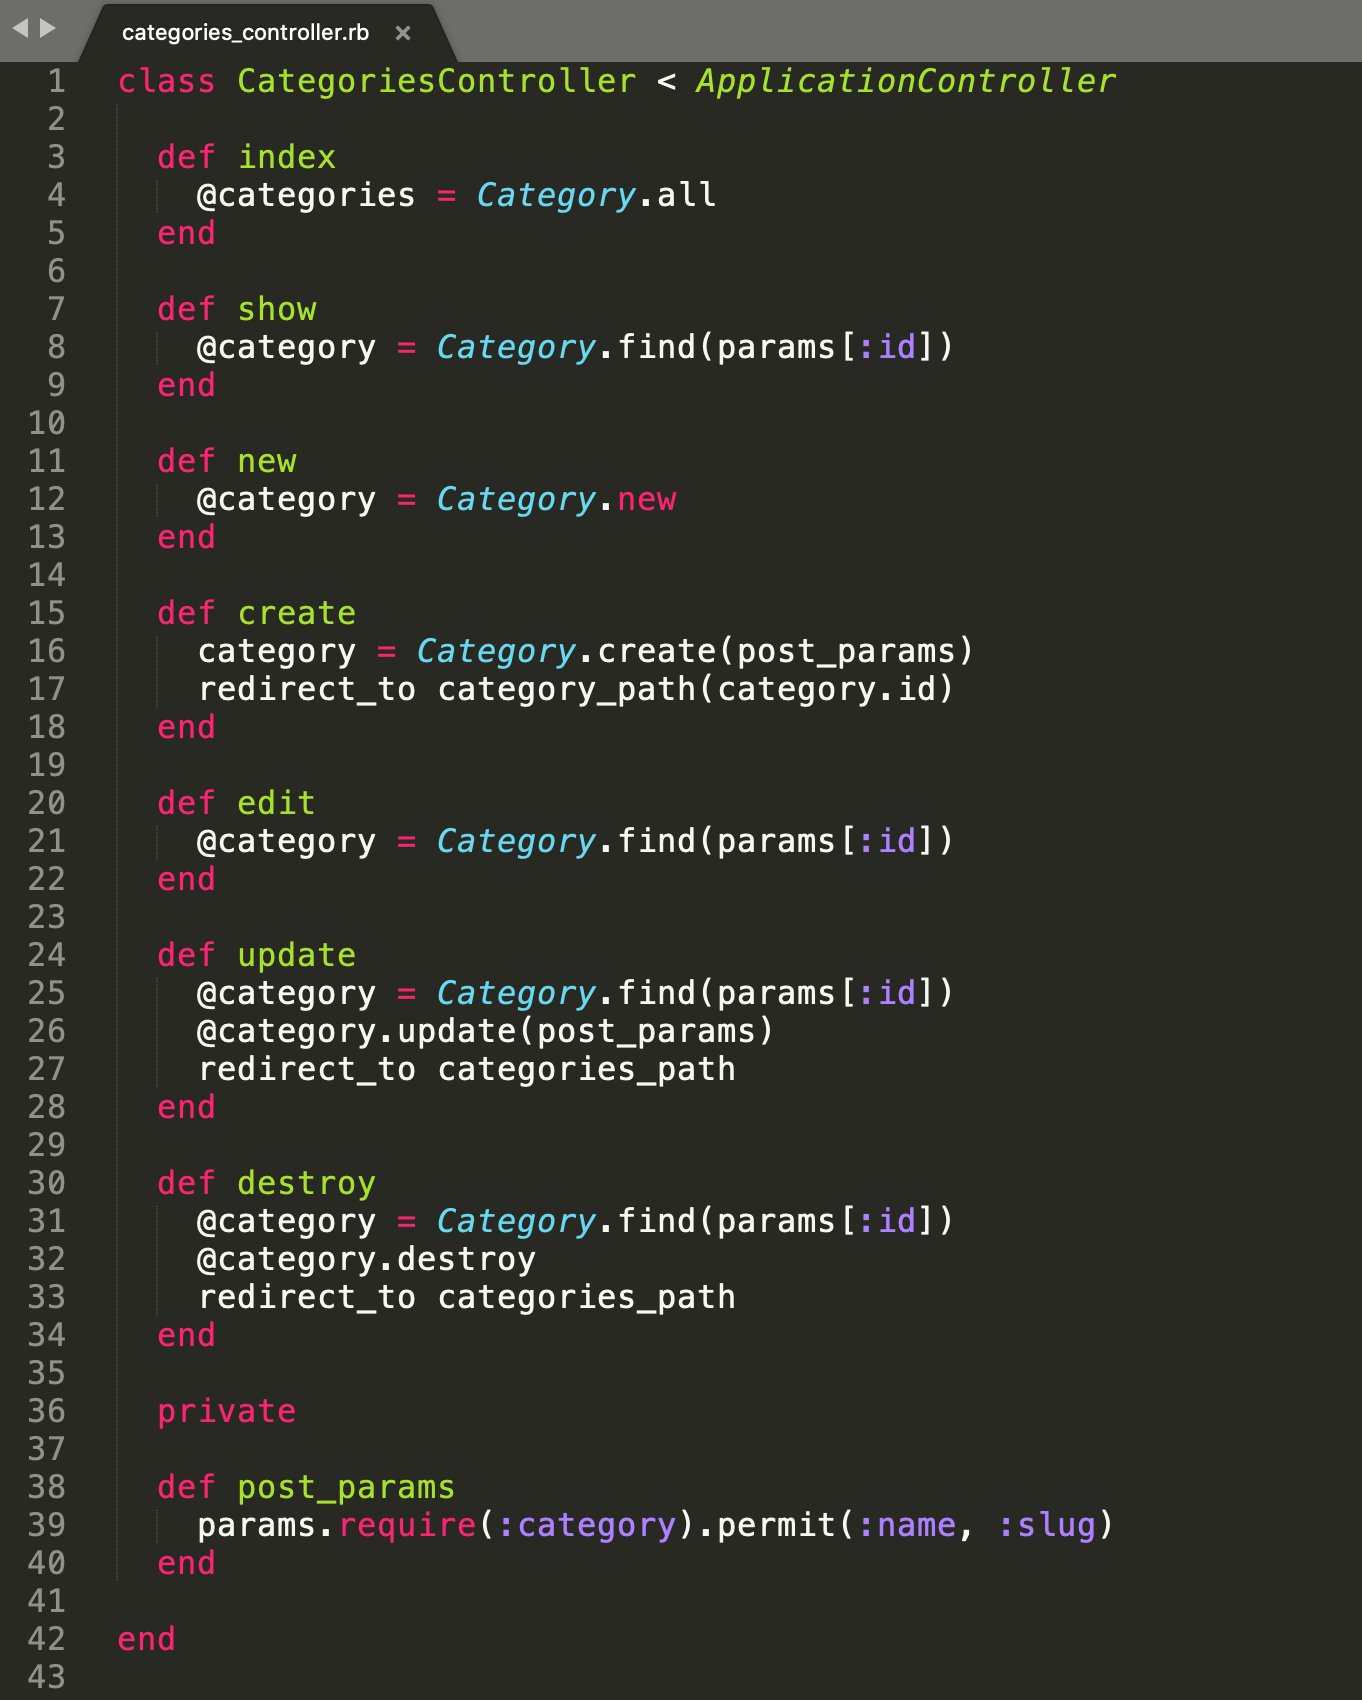 categories_controller.rb ×
1 class CategoriesController < ApplicationController
2
3   def index
4     @categories = Category.all
5   end
6
7   def show
8     @category = Category.find(params[:id])
9   end
10
11   def new
12     @category = Category.new
13   end
14
15   def create
16     category = Category.create(post_params)
17     redirect_to category_path(category.id)
18   end
19
20   def edit
21     @category = Category.find(params[:id])
22   end
23
24   def update
25     @category = Category.find(params[:id])
26     @category.update(post_params)
27     redirect_to categories_path
28   end
29
30   def destroy
31     @category = Category.find(params[:id])
32     @category.destroy
33     redirect_to categories_path
34   end
35
36   private
37
38   def post_params
39     params.require(:category).permit(:name, :slug)
40   end
41
42 end
43